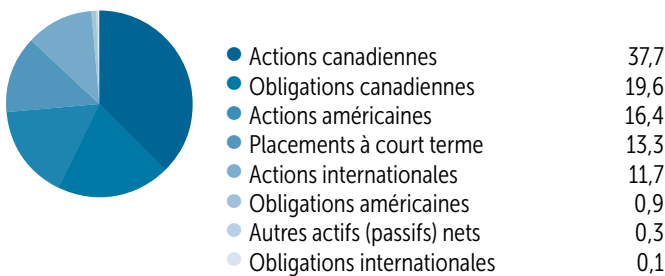 Actions canadiennes 37,7
Obligations canadiennes 19,6
Actions américaines 16,4
Placements à court terme 13,3
Actions internationales 11,7
Obligations américaines 0,9
Autres actifs (passifs) nets 0,3
Obligations internationales 0,1